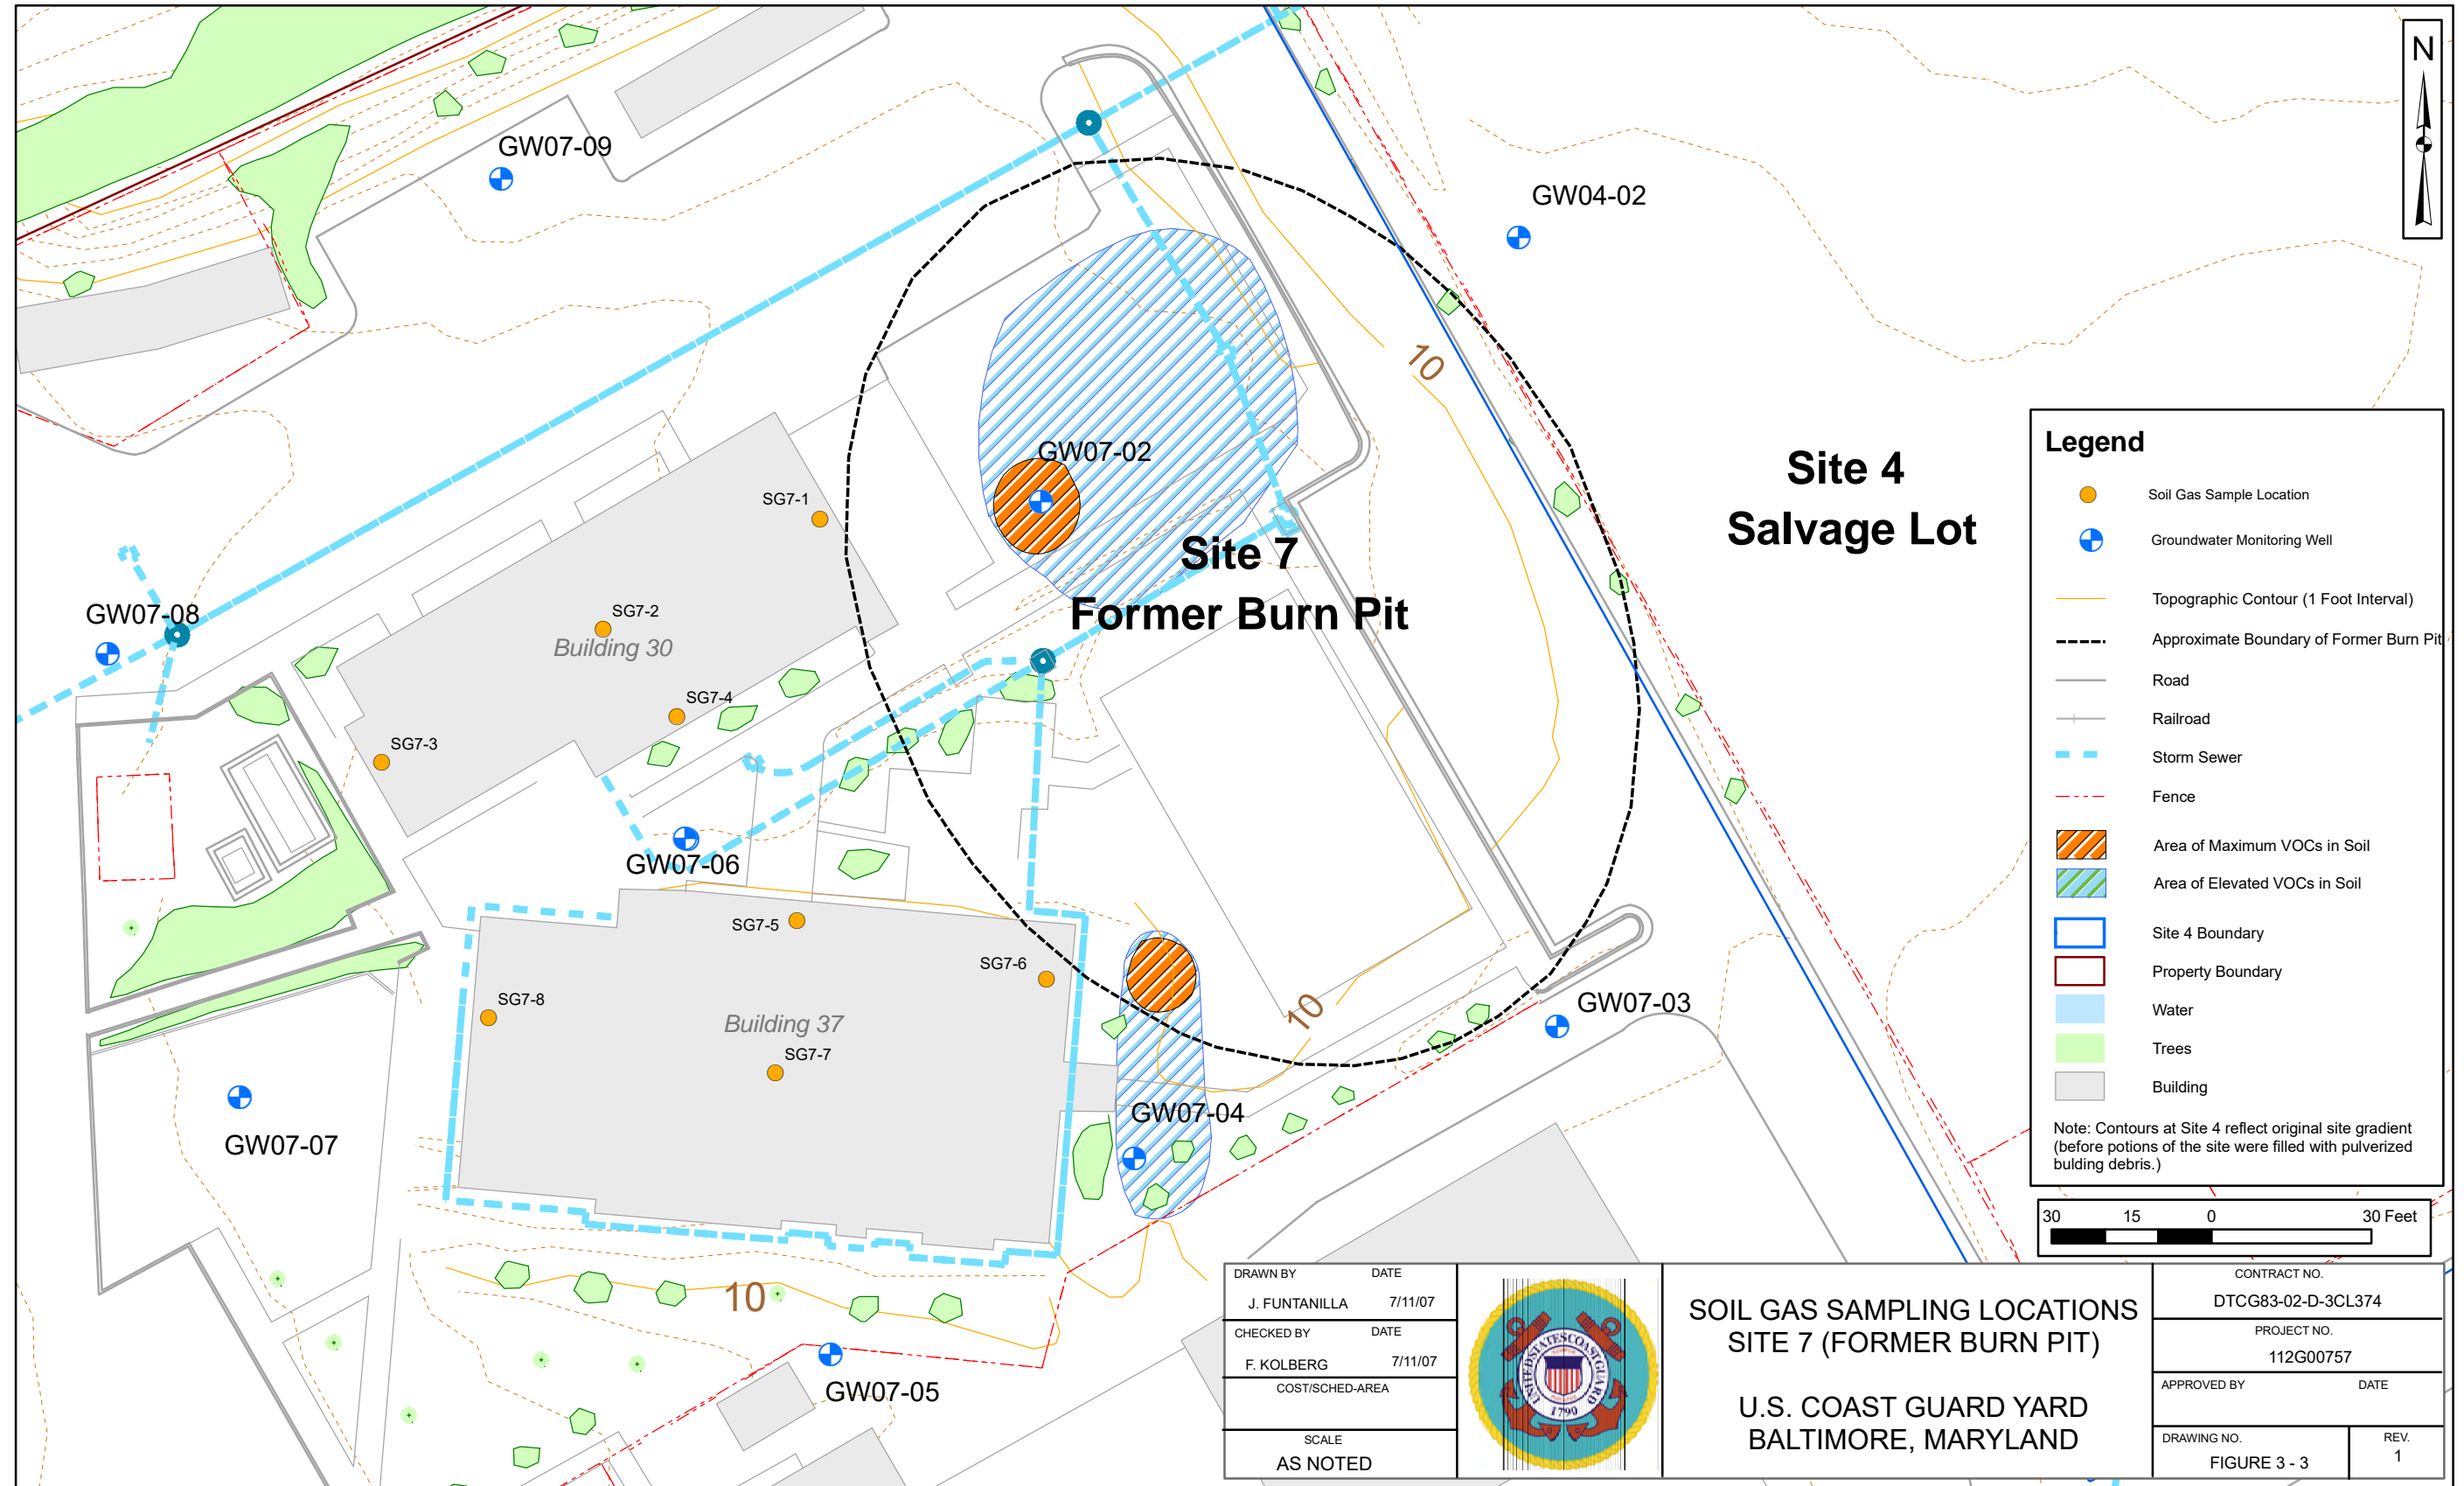 N
GW07-09
GW04-02
10
GW07-02
Site 4
Salvage Lot
SG7-1
Site 7
Former Burn Pit
SG7-2
Building 30
GW07-08
SG7-4
SG7-3
GW07-06
SG7-5
SG7-6
SG7-8
Building 37
SG7-7
10
GW07-03
GW07-04
GW07-07
10
GW07-05
Legend
Soil Gas Sample Location
Groundwater Monitoring Well
Topographic Contour (1 Foot Interval)
Approximate Boundary of Former Burn Pit
Road
Railroad
Storm Sewer
Fence
Area of Maximum VOCs in Soil
Area of Elevated VOCs in Soil
Site 4 Boundary
Property Boundary
Water
Trees
Building
Note: Contours at Site 4 reflect original site gradient
(before potions of the site were filled with pulverized
bulding debris.)
30 15 0 30 Feet
DRAWN BY DATE
J. FUNTANILLA 7/11/07
CHECKED BY DATE
F. KOLBERG 7/11/07
COST/SCHED-AREA
SCALE
AS NOTED
UNITED STATES COAST GUARD
1790
SOIL GAS SAMPLING LOCATIONS
SITE 7 (FORMER BURN PIT)
U.S. COAST GUARD YARD
BALTIMORE, MARYLAND
CONTRACT NO.
DTCG83-02-D-3CL374
PROJECT NO.
112G00757
APPROVED BY DATE
DRAWING NO.
FIGURE 3 - 3
REV.
1